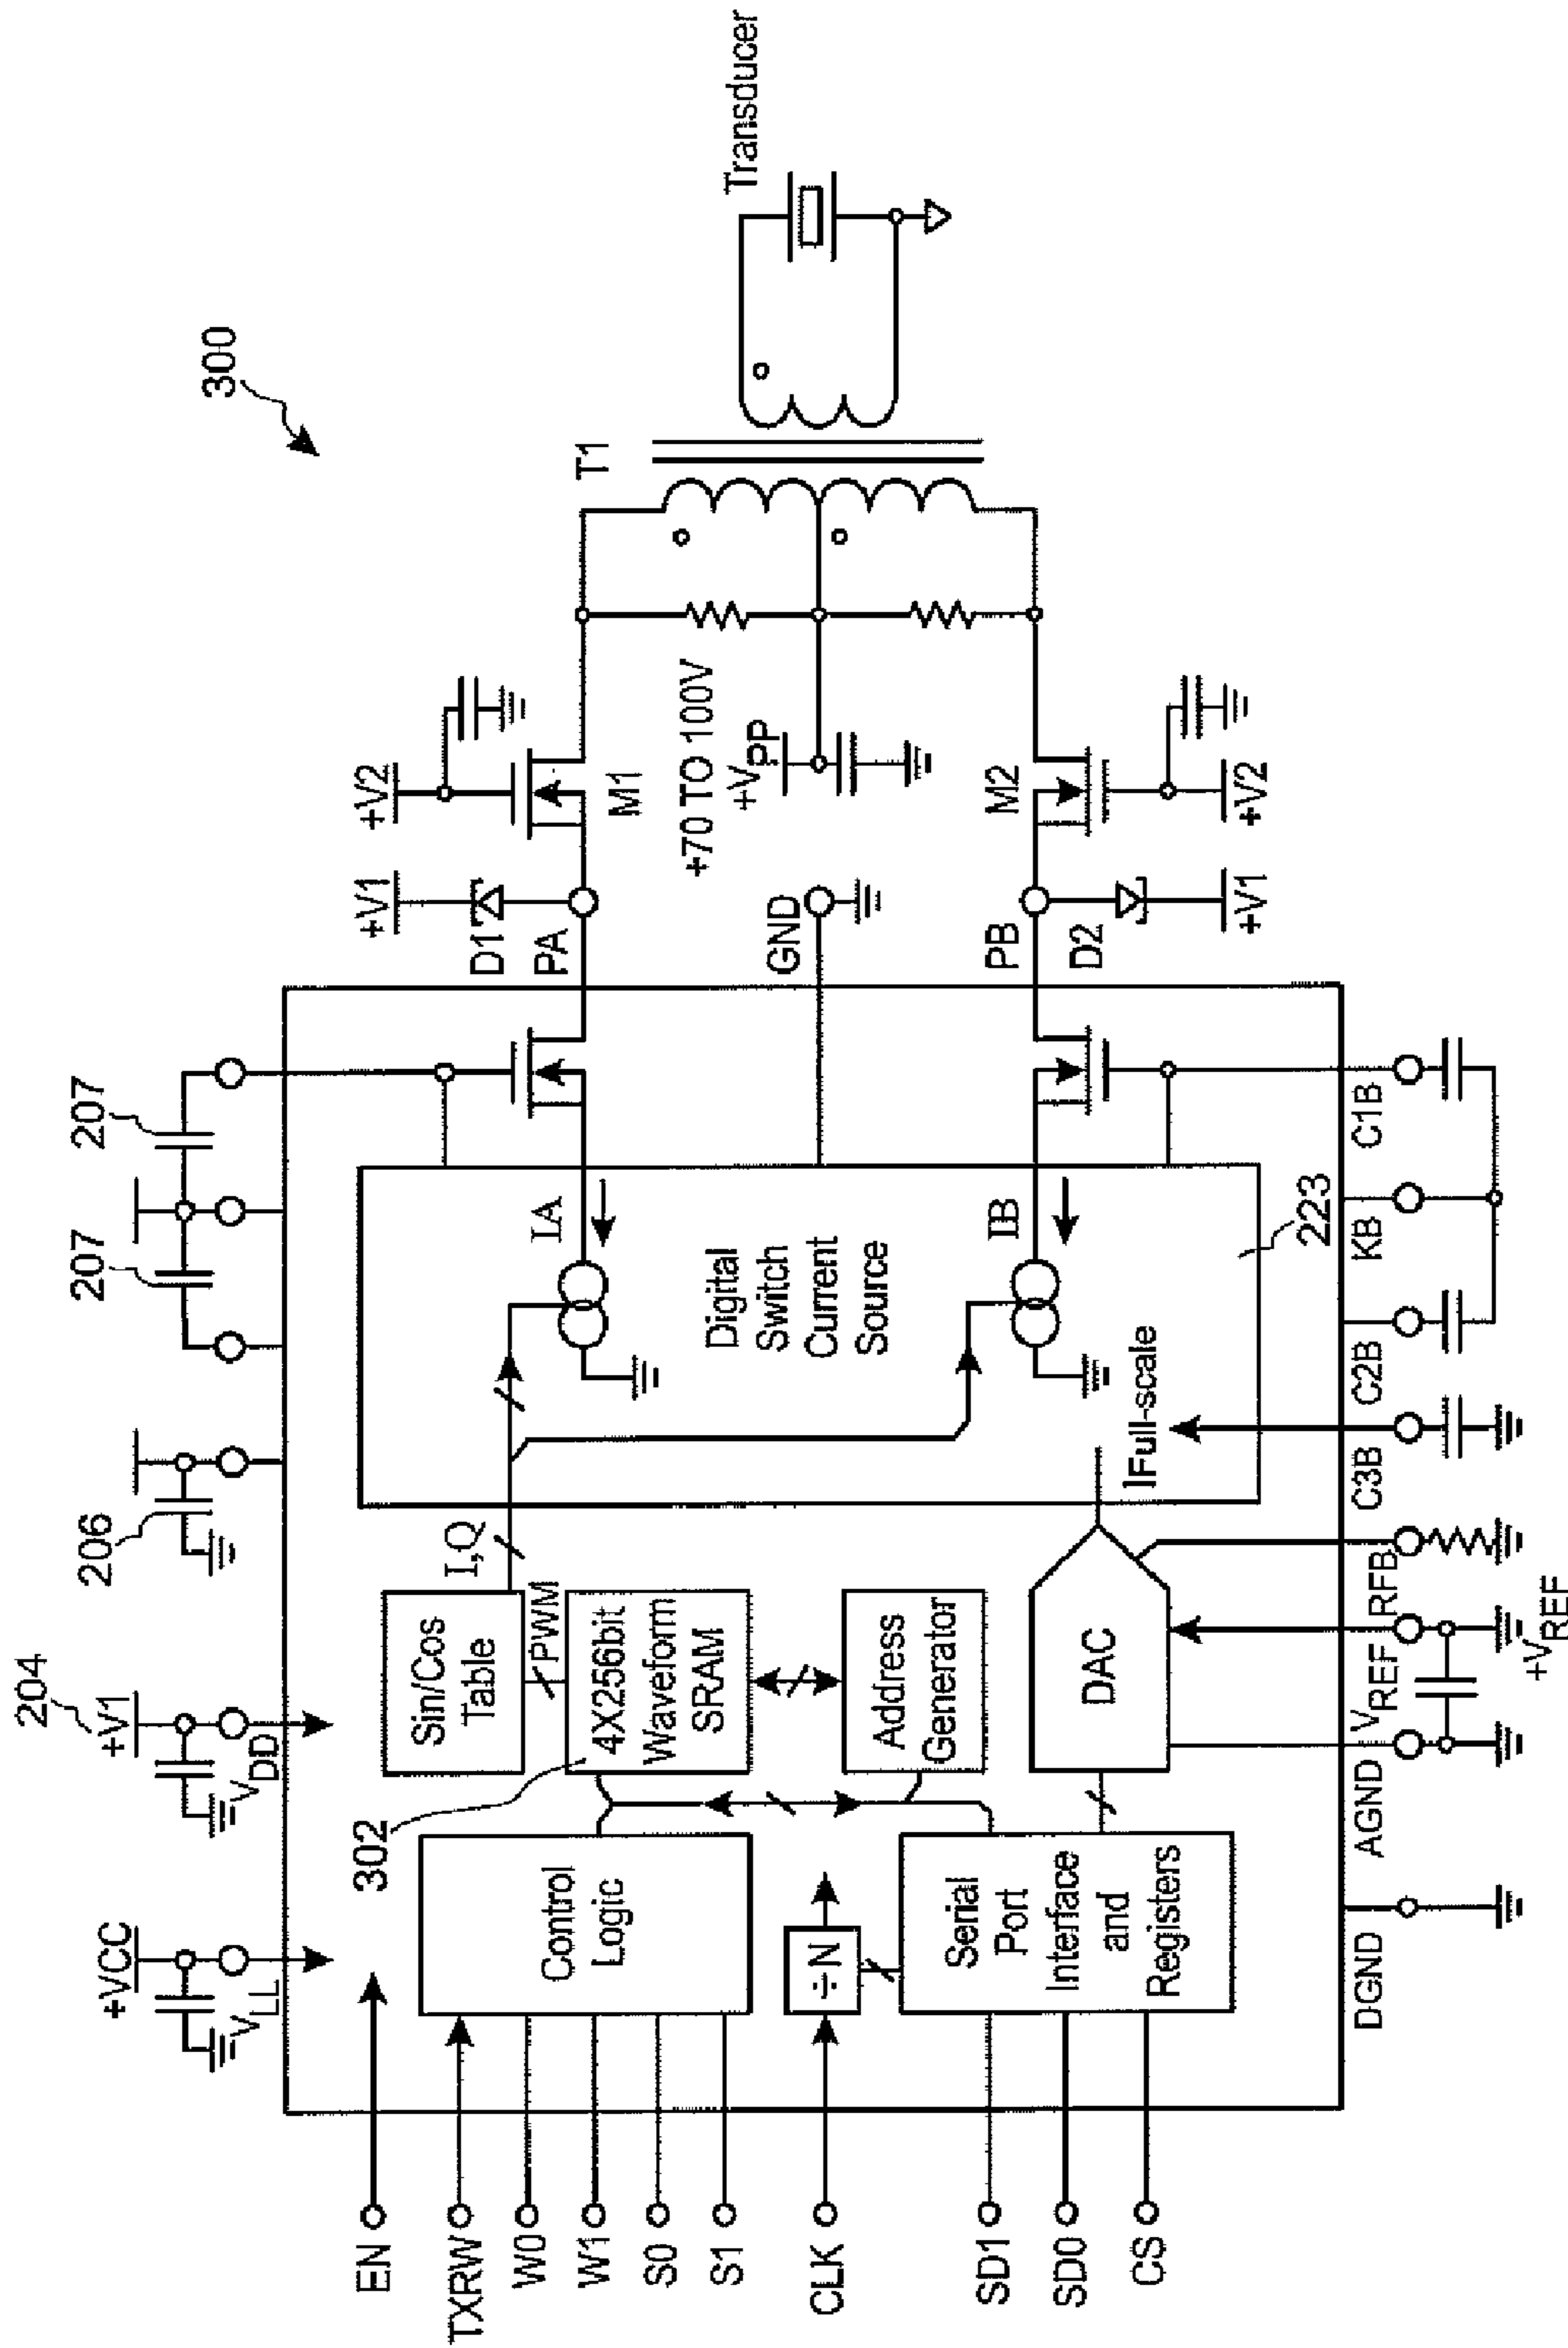 300
204
+VCC
VLL
+V1
VDD
206
207
207
+V1
+V2
D1
PA
M1
T1
Transducer
EN
TXRW
W0
W1
S0
S1
CLK
SD1
SD0
CS
Control
Logic
302
Sin/Cos
Table
I,Q
PWM
4X256bit
Waveform
SRAM
Address
Generator
÷N
Serial
Port
Interface
and
Registers
DAC
IA
Digital
Switch
Current
Source
IB
IFull-scale
223
GND
+70 TO 100V
+VPP
PB
D2
M2
+V1
+V2
DGND
AGND
VREF
RFB
C3B
C2B
KB
C1B
+VREF